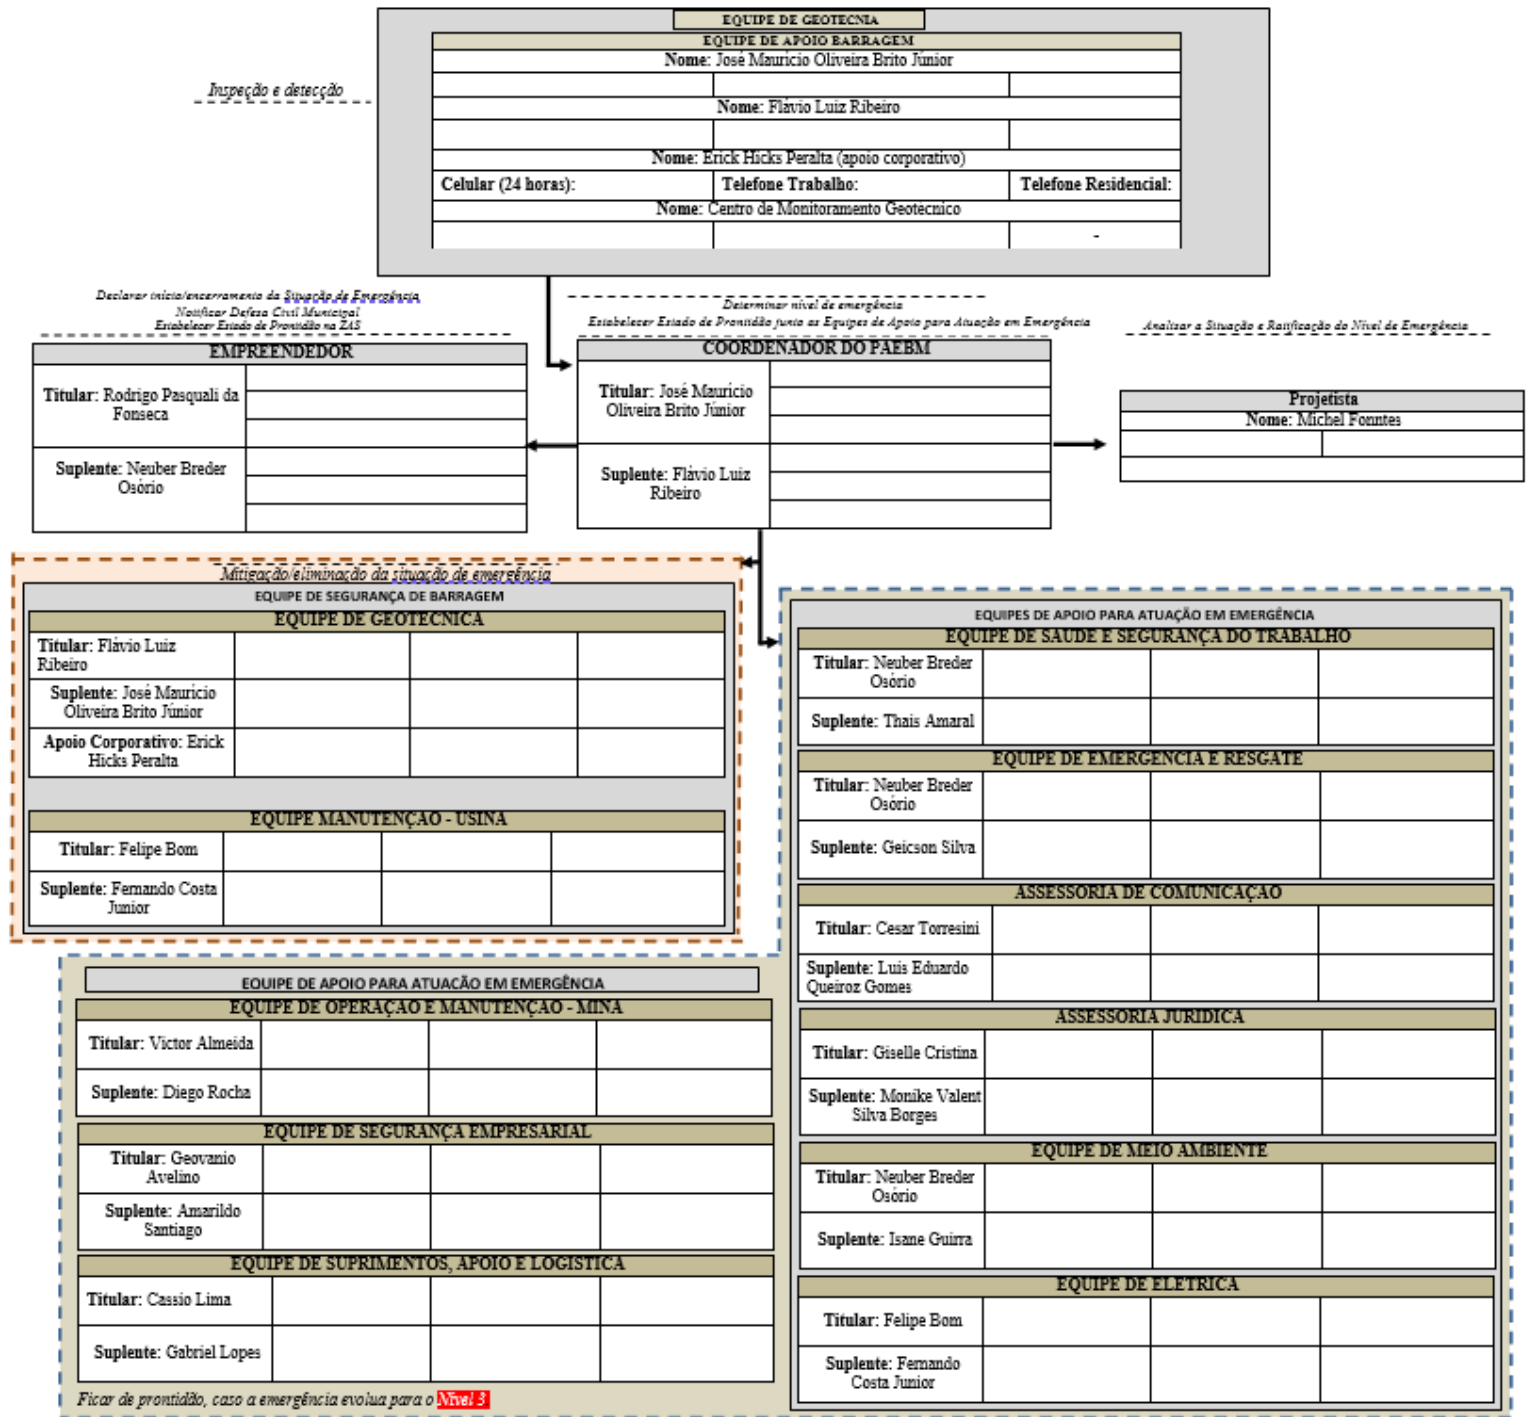 EQUIPE DE GEOTECNIA
EQUIPE DE APOIO BARRAGEM
Nome: José Maurício Oliveira Brito Júnior
Inspeção e detecção
Nome: Flávio Luiz Ribeiro
Nome: Erick Hicks Peralta (apoio corporativo)
Celular (24 horas): Telefone Trabalho: Telefone Residencial:
Nome: Centro de Monitoramento Geotecnico
-
Declarar início/encerramento da Situação de Emergência
Notificar Defesa Civil Municipal
Estabelecer Estado de Prontidão na ZAS
Determinar nível de emergência
Estabelecer Estado de Prontidão junto as Equipes de Apoio para Atuação em Emergência
Analisar a Situação e Ratificação do Nível de Emergência
EMPREENDEDOR
Titular: Rodrigo Pasquali da
Fonseca
Suplente: Neuber Breder
Osório
COORDENADOR DO PAEBM
Titular: José Maurício
Oliveira Brito Júnior
Suplente: Flávio Luiz
Ribeiro
Projetista
Nome: Michel Fonntes
Mitigação/eliminação da situação de emergência
EQUIPE DE SEGURANÇA DE BARRAGEM
EQUIPE DE GEOTECNICA
Titular: Flávio Luiz
Ribeiro
Suplente: José Maurício
Oliveira Brito Júnior
Apoio Corporativo: Erick
Hicks Peralta
EQUIPE MANUTENÇÃO - USINA
Titular: Felipe Bom
Suplente: Fernando Costa
Junior
EQUIPES DE APOIO PARA ATUAÇÃO EM EMERGÊNCIA
EQUIPE DE SAÚDE E SEGURANÇA DO TRABALHO
Titular: Neuber Breder
Osório
Suplente: Thais Amaral
EQUIPE DE EMERGÊNCIA E RESGATE
Titular: Neuber Breder
Osório
Suplente: Geicson Silva
ASSESSORIA DE COMUNICAÇÃO
Titular: Cesar Torresini
Suplente: Luis Eduardo
Queiroz Gomes
ASSESSORIA JURÍDICA
Titular: Giselle Cristina
Suplente: Monike Valent
Silva Borges
EQUIPE DE MEIO AMBIENTE
Titular: Neuber Breder
Osório
Suplente: Isane Guirra
EQUIPE DE ELÉTRICA
Titular: Felipe Bom
Suplente: Fernando
Costa Junior
EQUIPE DE APOIO PARA ATUAÇÃO EM EMERGÊNCIA
EQUIPE DE OPERAÇÃO E MANUTENÇÃO - MINA
Titular: Victor Almeida
Suplente: Diego Rocha
EQUIPE DE SEGURANÇA EMPRESARIAL
Titular: Geovanio
Avelino
Suplente: Amarildo
Santiago
EQUIPE DE SUPRIMENTOS, APOIO E LOGÍSTICA
Titular: Cassio Lima
Suplente: Gabriel Lopes
Ficar de prontidão, caso a emergência evolua para o Nível 3